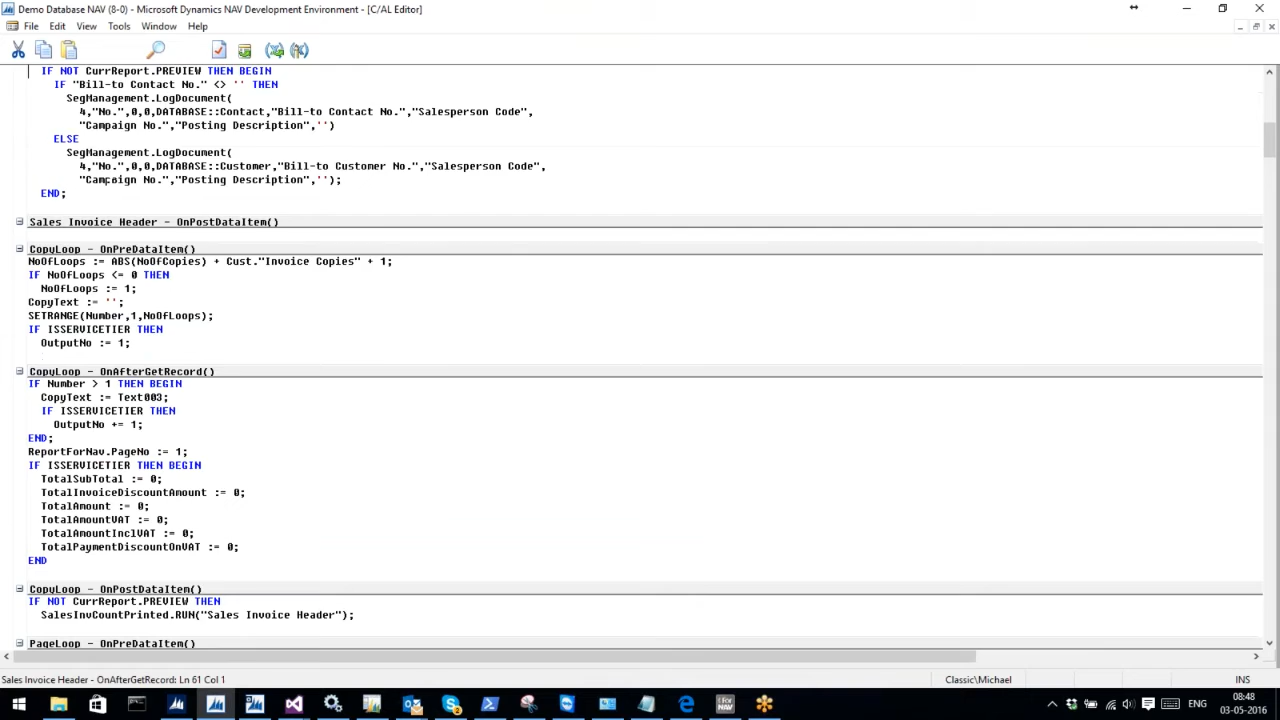 Demo Database NAV (8-0) - Microsoft Dynamics NAV Development Environment - [C/AL Editor]
File Edit View Tools Window Help
IF NOT CurrReport.PREVIEW THEN BEGIN
IF "Bill-to Contact No." <> '' THEN
SegManagement.LogDocument(
4,"No.",0,0,DATABASE::Contact,"Bill-to Contact No.","Salesperson Code",
"Campaign No.","Posting Description",'')
ELSE
SegManagement.LogDocument(
4,"No.",0,0,DATABASE::Customer,"Bill-to Customer No.","Salesperson Code",
"Campaign No.","Posting Description",'');
END;
Sales Invoice Header - OnPostDataItem()
CopyLoop - OnPreDataItem()
NoOfLoops := ABS(NoOfCopies) + Cust."Invoice Copies" + 1;
IF NoOfLoops <= 0 THEN
NoOfLoops := 1;
CopyText := '';
SETRANGE(Number,1,NoOfLoops);
IF ISSERVICETIER THEN
OutputNo := 1;
CopyLoop - OnAfterGetRecord()
IF Number > 1 THEN BEGIN
CopyText := Text003;
IF ISSERVICETIER THEN
OutputNo += 1;
END;
ReportForNav.PageNo := 1;
IF ISSERVICETIER THEN BEGIN
TotalSubTotal := 0;
TotalInvoiceDiscountAmount := 0;
TotalAmount := 0;
TotalAmountVAT := 0;
TotalAmountInclVAT := 0;
TotalPaymentDiscountOnVAT := 0;
END
CopyLoop - OnPostDataItem()
IF NOT CurrReport.PREVIEW THEN
SalesInvCountPrinted.RUN("Sales Invoice Header");
PageLoop - OnPreDataItem()
Sales Invoice Header - OnAfterGetRecord: Ln 61 Col 1 Classic\Michael INS
ENG 08:48
03-05-2016